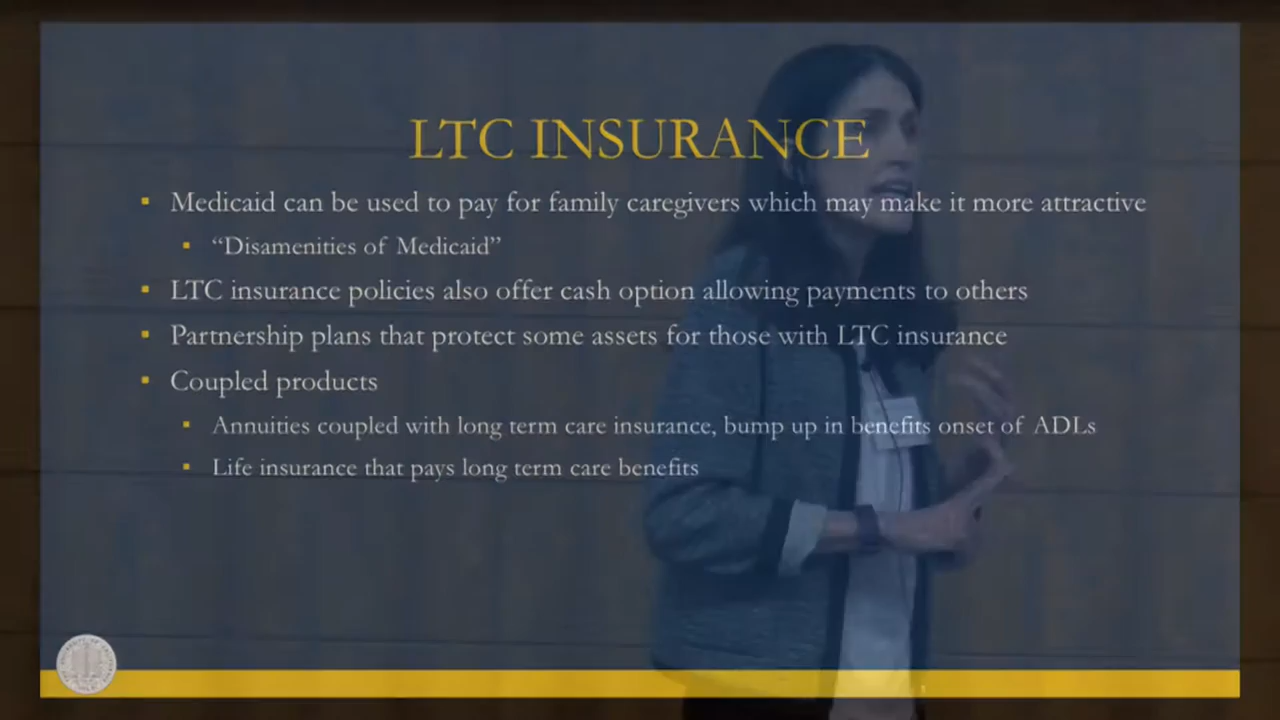 LTC INSURANCE
Medicaid can be used to pay for family caregivers which may make it more attractive
“Disamenities of Medicaid”
LTC insurance policies also offer cash option allowing payments to others
Partnership plans that protect some assets for those with LTC insurance
Coupled products
Annuities coupled with long term care insurance, bump up in benefits onset of ADLs
Life insurance that pays long term care benefits